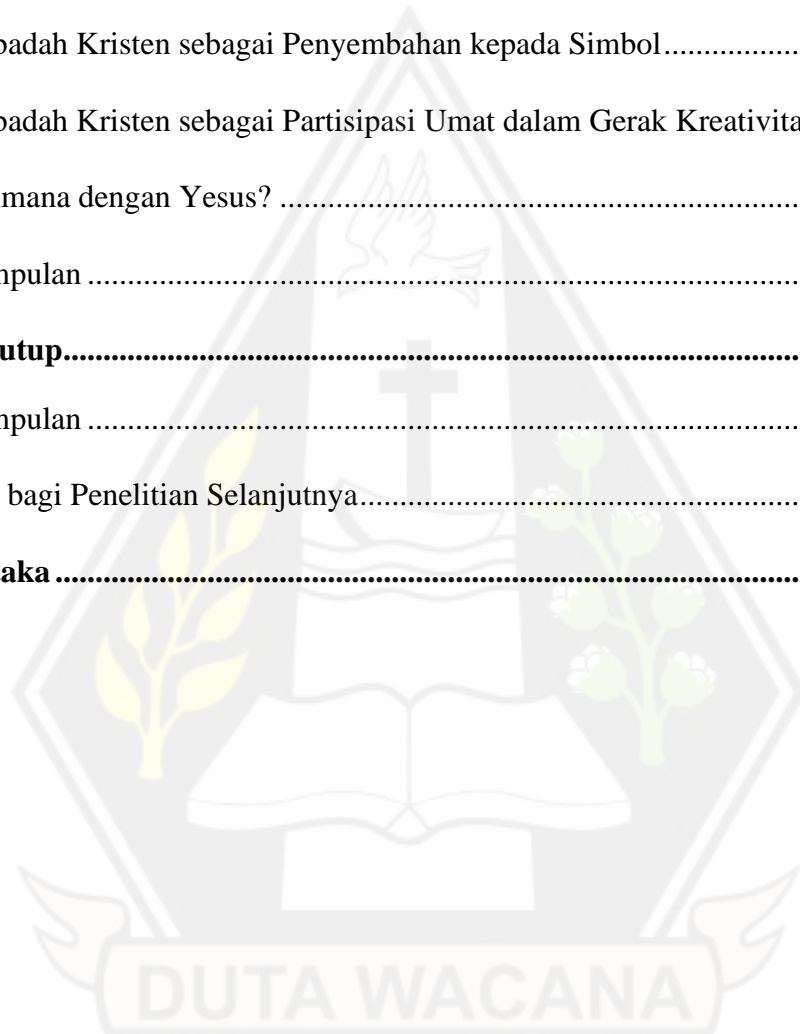 badah Kristen sebagai Penyembahan kepada Simbol....................
badah Kristen sebagai Partisipasi Umat dalam Gerak Kreativita
mana dengan Yesus? ....................................................................
npulan ............................................................................................
utup................................................................................................
npulan ............................................................................................
bagi Penelitian Selanjutnya..........................................................
aka .................................................................................................
DUTA WACANA